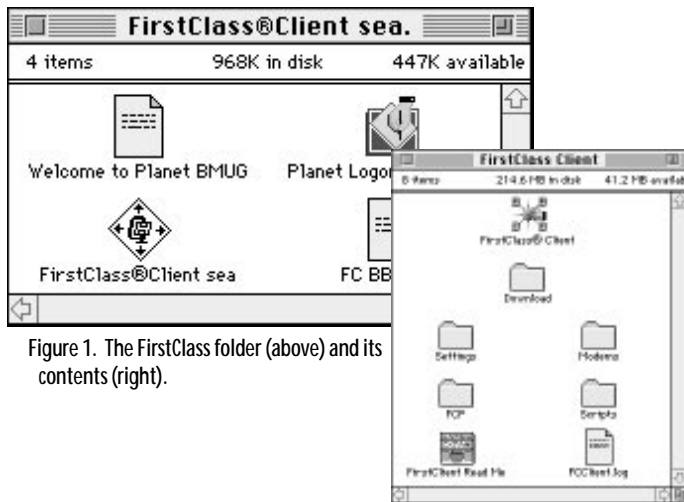 FirstClass®Client sea.
4 items 968K in disk 447K available
Welcome to Planet BMUG Planet Logo
FirstClass®Client sea FC BB
FirstClass Client
8 items 214.6 MB in disk 41.2 MB availab
FirstClass® Client
Download
Settings Modems
FCP Scripts
FirstClient Read Me FCClient.log
Figure 1. The FirstClass folder (above) and its
contents (right).